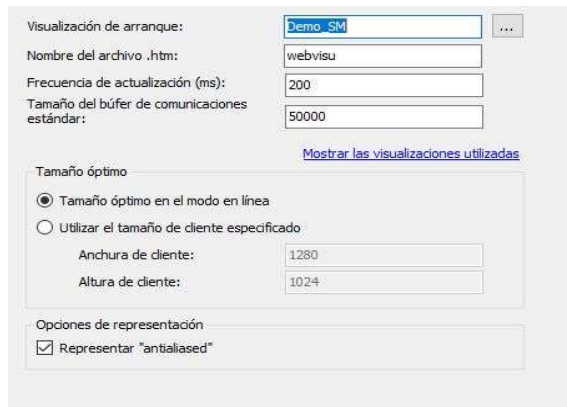 Visualización de arranque: Demo_SM ...
Nombre del archivo .htm: webvisu
Frecuencia de actualización (ms): 200
Tamaño del búfer de comunicaciones
estándar: 50000
Mostrar las visualizaciones utilizadas
Tamaño óptimo
Tamaño óptimo en el modo en línea
Utilizar el tamaño de cliente especificado
Anchura de cliente: 1280
Altura de cliente: 1024
Opciones de representación
Representar "antialiased"